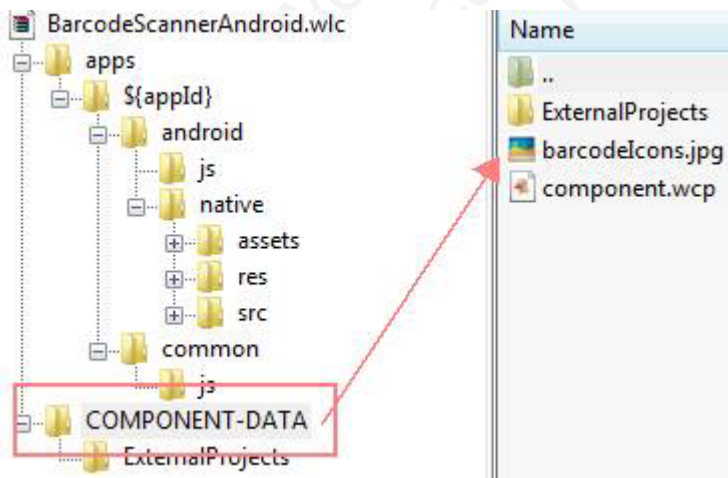 BarcodeScannerAndroid.wlc
apps
${appId}
android
js
native
assets
res
src
common
js
COMPONENT-DATA
ExternalProjects
Name
..
ExternalProjects
barcodeIcons.jpg
component.wcp